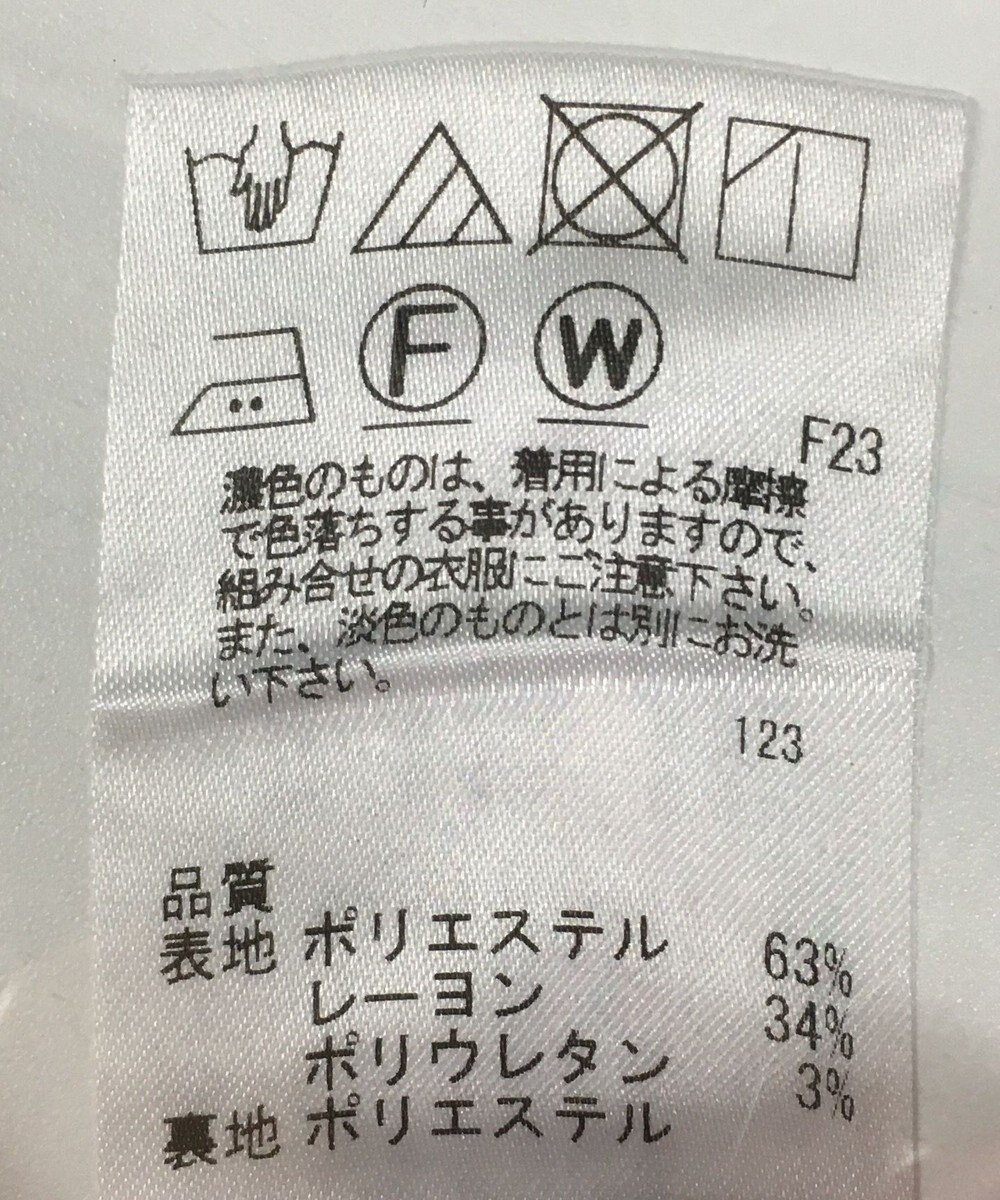 F
W
F23
濃色のものは、着用による摩擦
で色落ちする事がありますので、
組み合せの衣服にご注意下さい。
また、淡色のものとは別にお洗
い下さい。
123
品質
表地 ポリエステル 63%
レーヨン 34%
ポリウレタン 3%
裏地 ポリエステル